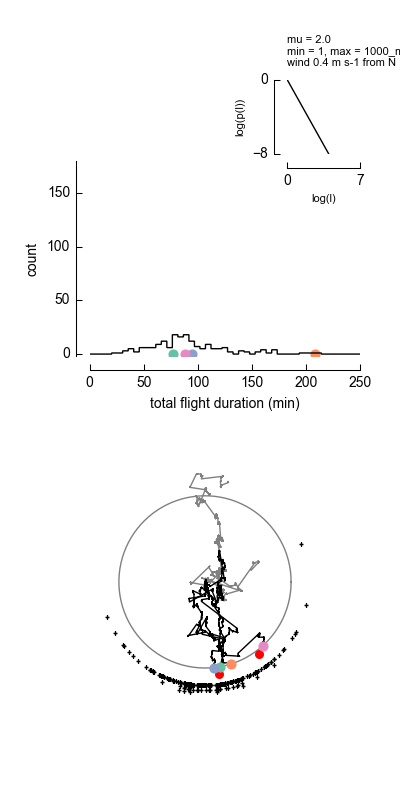 mu = 2.0
min = 1, max = 1000_m
wind 0.4 m s-1 from N
0
−8
log(p(l))
0
7
log(l)
150
100
50
0
count
0
50
100
150
200
250
total flight duration (min)